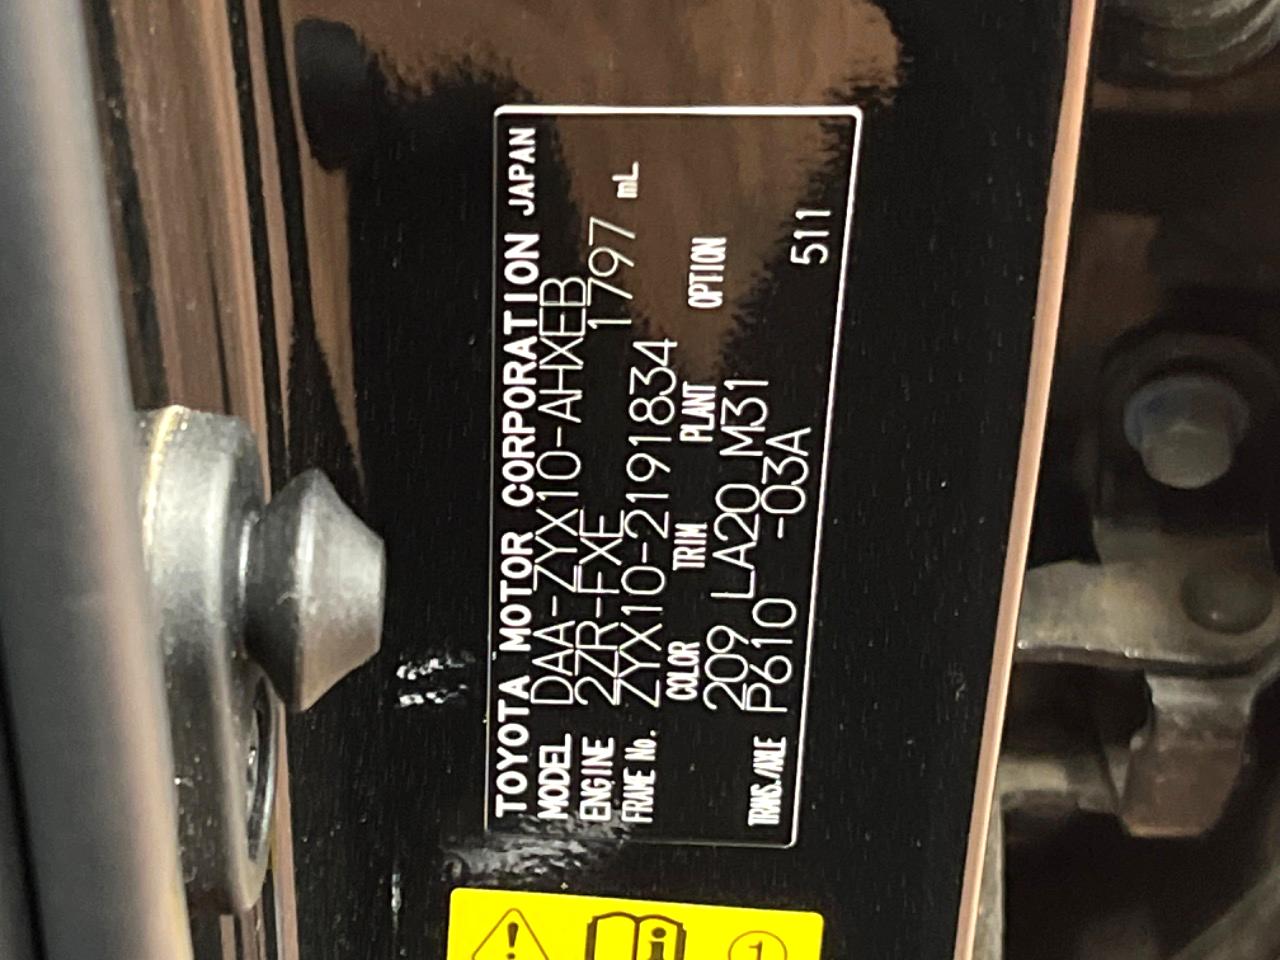 TOYOTA MOTOR CORPORATION JAPAN
MODEL DAA-ZYX10-AHXEB
ENGINE 2ZR-FXE 1797 mL
FRAME No. ZYX10-2191834
COLOR TRIM PLANT OPTION
209 LA20 M31
TRANS./AXLE P610 -03A 511
1